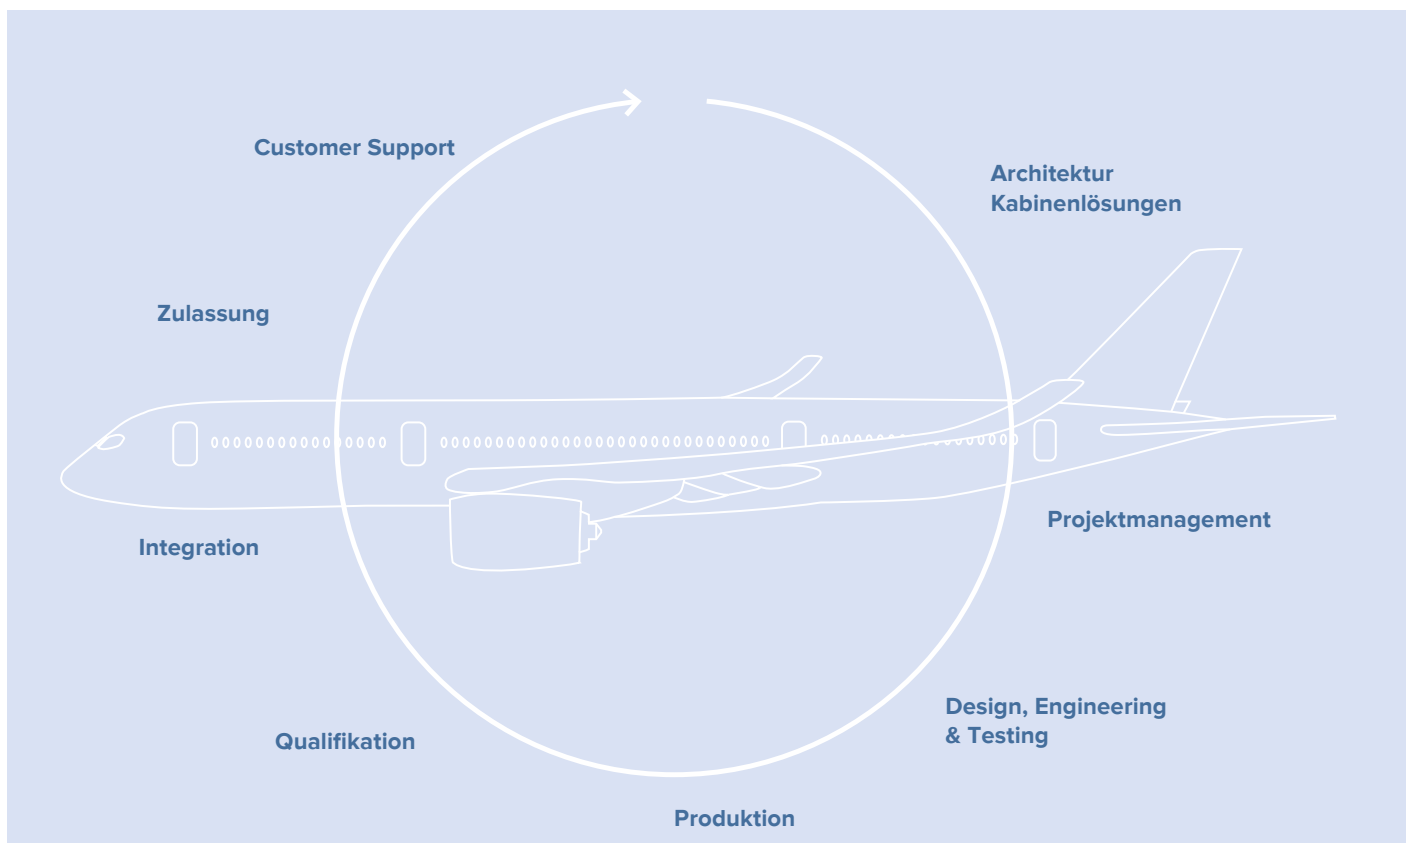 Customer Support
Architektur
Kabinenlösungen
Zulassung
Projektmanagement
Integration
Design, Engineering
& Testing
Qualifikation
Produktion